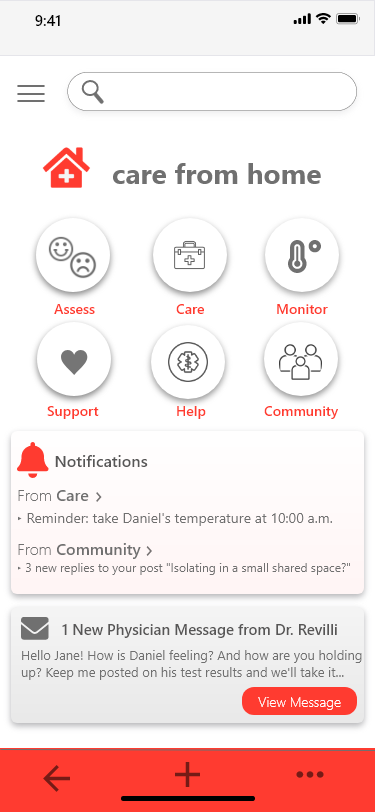 9:41
care from home
Assess
Care
Monitor
Support
Help
Community
Notifications
From Care >
‣ Reminder: take Daniel's temperature at 10:00 a.m.
From Community >
‣ 3 new replies to your post "Isolating in a small shared space?"
1 New Physician Message from Dr. Revilli
Hello Jane! How is Daniel feeling? And how are you holding
up? Keep me posted on his test results and we'll take it...
View Message